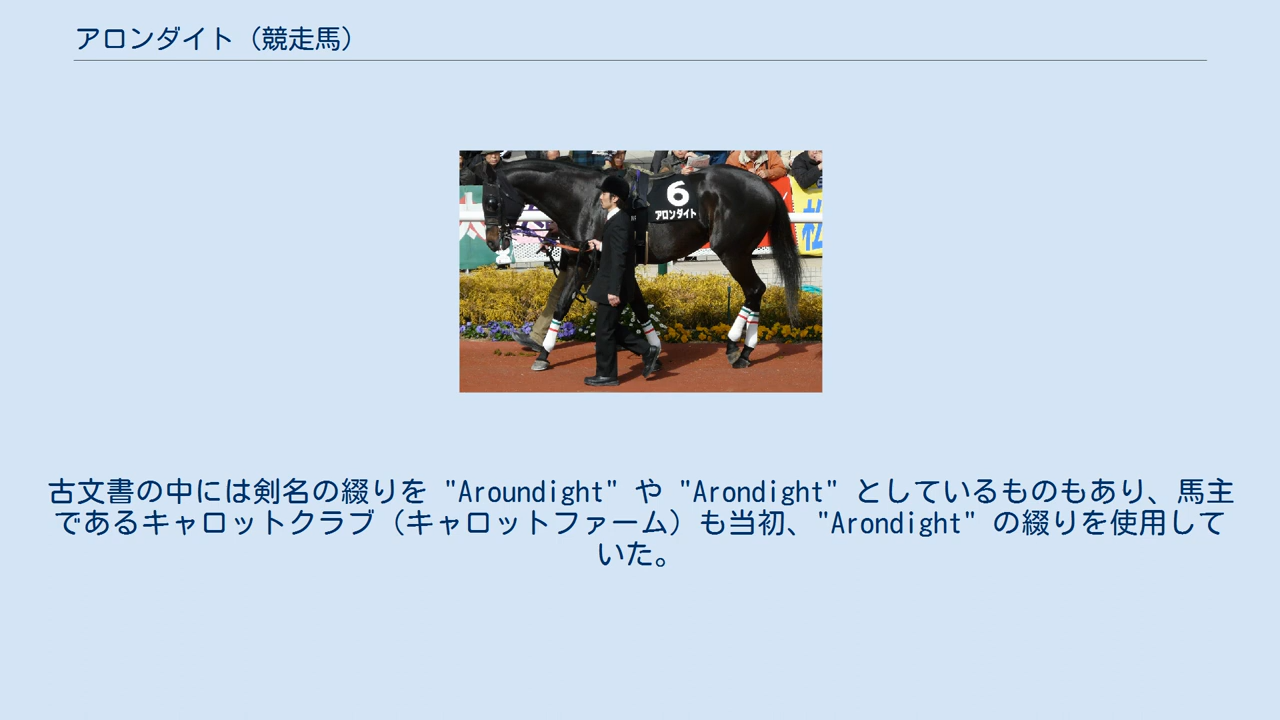 アロンダイト（競走馬）
6
アロンダイト
古文書の中には剣名の綴りを "Aroundight" や "Arondight" としているものもあり、馬主
であるキャロットクラブ（キャロットファーム）も当初、"Arondight" の綴りを使用して
いた。